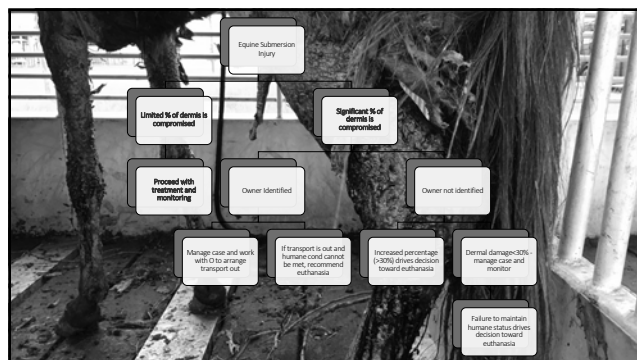 Equine Submersion
Injury
Limited % of dermis is
compromised
Significant % of
dermis is
compromised
Proceed with
treatment and
monitoring
Owner Identified
Owner not identified
Manage case and work
with O to arrange
transport out
If transport is out and
humane cond cannot
be met, recommend
euthanasia
Increased percentage
(>30%) drives decision
toward euthanasia
Dermal damage<30% -
manage case and
monitor
Failure to maintain
humane status drives
decision toward
euthanasia